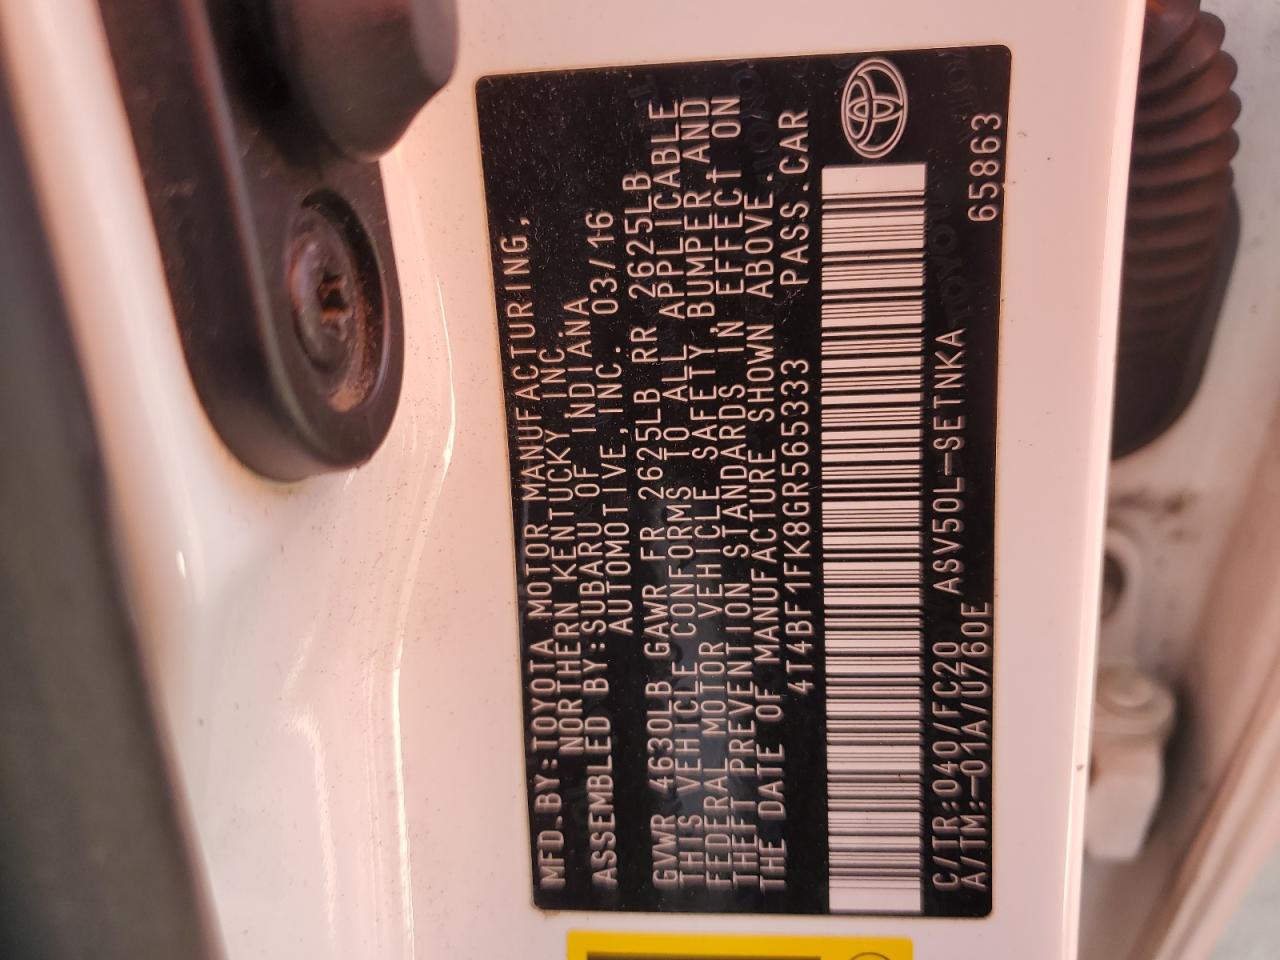 MFD.BY:TOYOTA MOTOR MANUFACTURING,
NORTHERN KENTUCKY INC.
ASSEMBLED BY:SUBARU OF INDIANA
AUTOMOTIVE,INC. 03/16
GVWR 4630LB GAWR FR 2625LB RR 2625LB
THIS VEHICLE CONFORMS TO ALL APPLICABLE
FEDERAL MOTOR VEHICLE SAFETY,BUMPER,AND
THEFT PREVENTION STANDARDS IN EFFECT ON
THE DATE OF MANUFACTURE SHOWN ABOVE.
4T4BF1FK8GR565333 PASS.CAR
C/TR:040/FC20 ASV50L-SETNKA
A/TM:-01A/U760E 65863